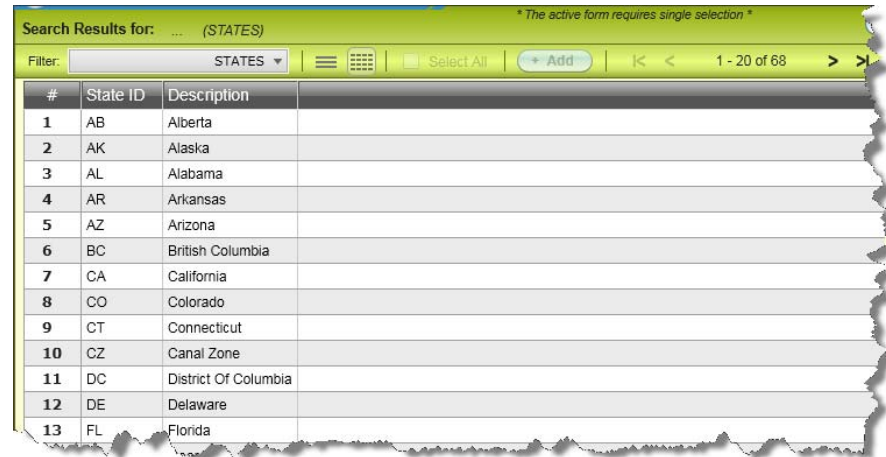 * The active form requires single selection *
Search Results for: ... (STATES)
Filter: STATES Select All + Add 1 - 20 of 68
# State ID Description
1 AB Alberta
2 AK Alaska
3 AL Alabama
4 AR Arkansas
5 AZ Arizona
6 BC British Columbia
7 CA California
8 CO Colorado
9 CT Connecticut
10 CZ Canal Zone
11 DC District Of Columbia
12 DE Delaware
13 FL Florida